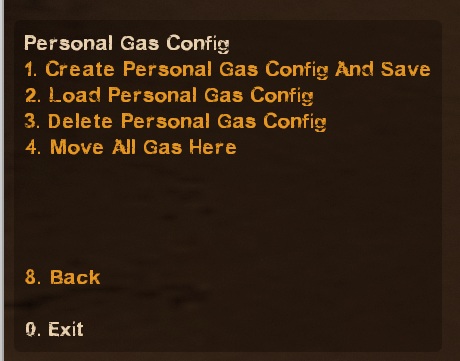 Personal Gas Config
1. Create Personal Gas Config And Save
2. Load Personal Gas Config
3. Delete Personal Gas Config
4. Move All Gas Here
8. Back
0. Exit